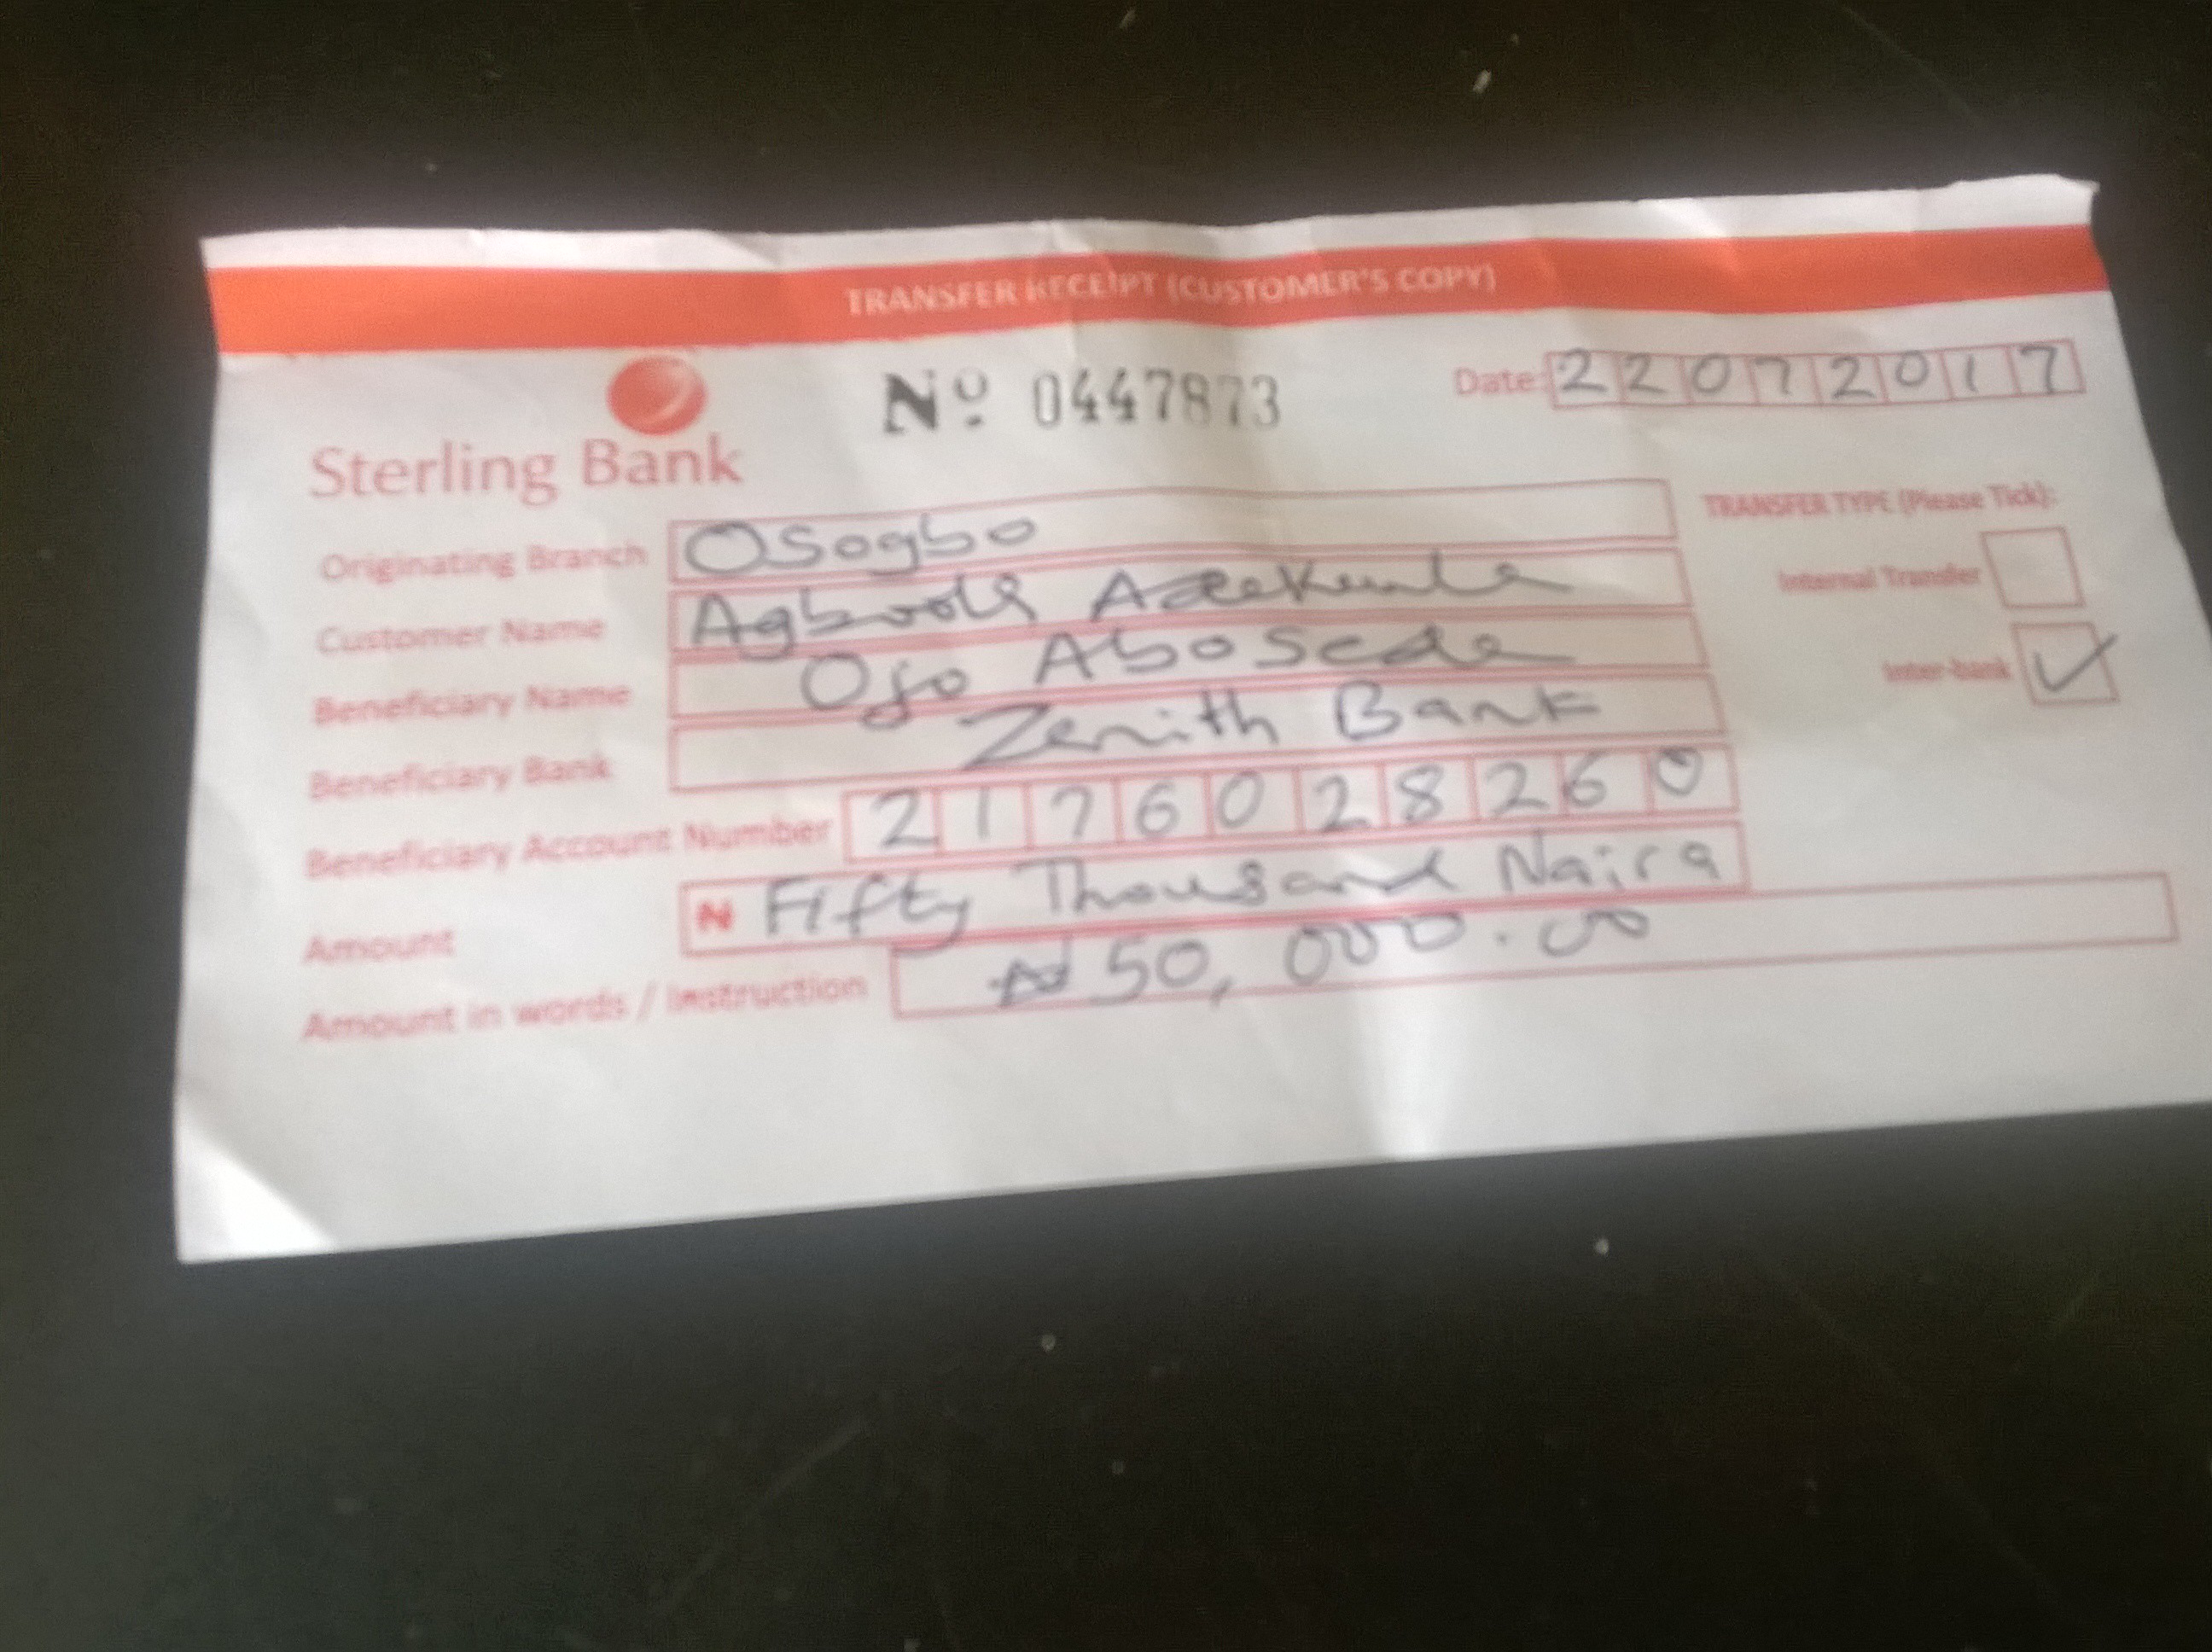 TRANSFER RECEIPT (CUSTOMER'S COPY)
Sterling Bank
Nº 0447873
Date: 22072017
Originating Branch Osogbo
Customer Name Agboola Adekunle
Beneficiary Name Ojo Abosede
Beneficiary Bank Zenith Bank
Beneficiary Account Number 2176028260
Amount ₦ Fifty Thousand Naira
Amount in words / Instruction ₦50,000.00
TRANSFER TYPE (Please Tick):
Internal Transfer
Inter-bank ✓